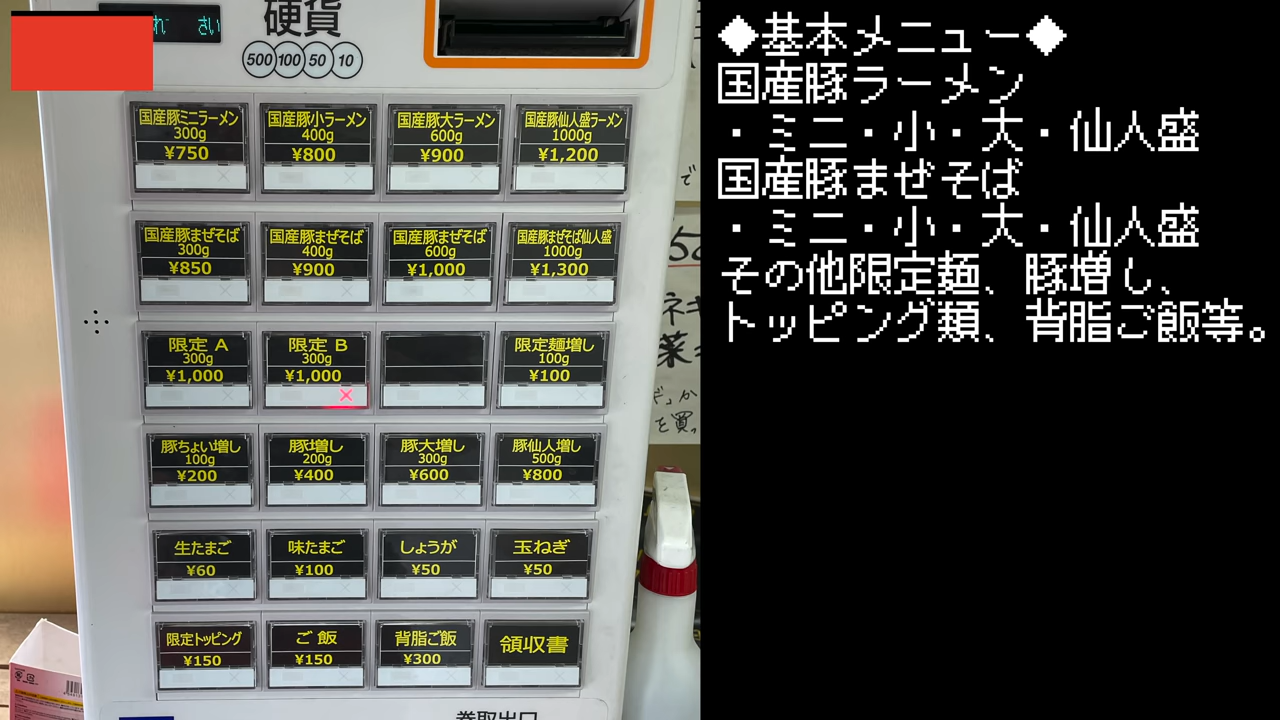 れ さい
硬貨
500 100 50 10
国産豚ミニラーメン
300g
¥750
国産豚小ラーメン
400g
¥800
国産豚大ラーメン
600g
¥900
国産豚仙人盛ラーメン
1000g
¥1,200
国産豚まぜそば
300g
¥850
国産豚まぜそば
400g
¥900
国産豚まぜそば
600g
¥1,000
国産豚まぜそば仙人盛
1000g
¥1,300
限定 A
300g
¥1,000
限定 B
300g
¥1,000
×
限定麺増し
100g
¥100
豚ちょい増し
100g
¥200
豚増し
200g
¥400
豚大増し
300g
¥600
豚仙人増し
500g
¥800
生たまご
¥60
味たまご
¥100
しょうが
¥50
玉ねぎ
¥50
限定トッピング
¥150
ご飯
¥150
背脂ご飯
¥300
領収書
で
ネギ
菜
か
を買
◆基本メニュー◆
国産豚ラーメン
・ミニ・小・大・仙人盛
国産豚まぜそば
・ミニ・小・大・仙人盛
その他限定麺、豚増し、
トッピング類、背脂ご飯等。